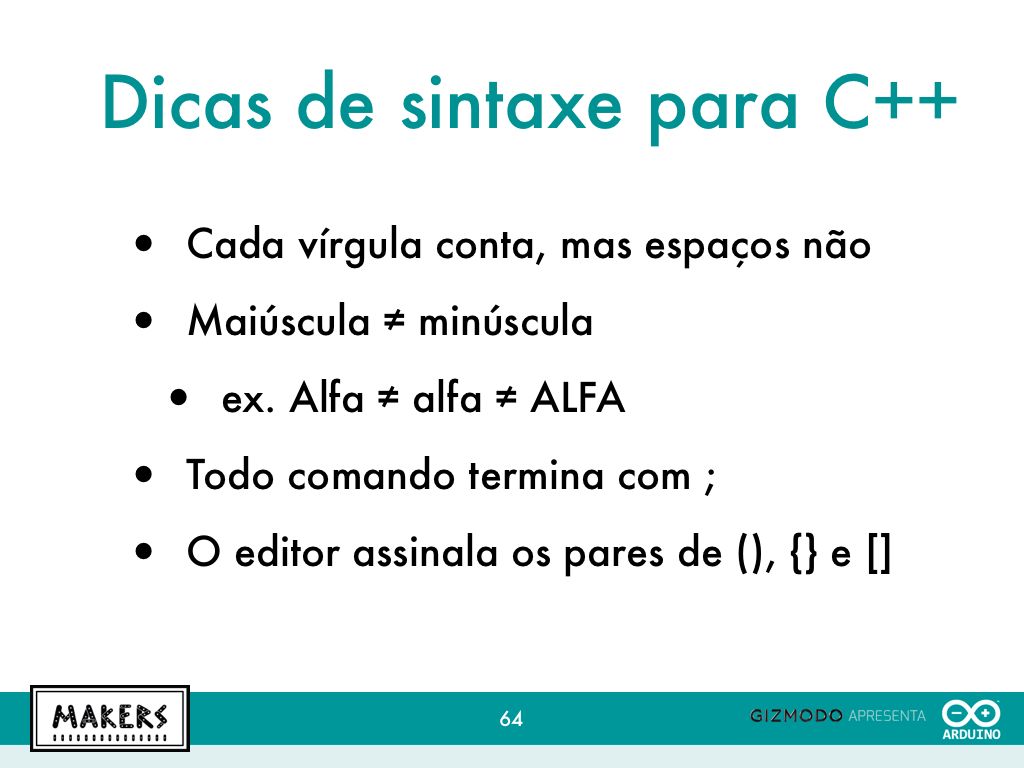 Dicas de sintaxe para C++
• Cada vírgula conta, mas espaços não
• Maiúscula ≠ minúscula
• ex. Alfa ≠ alfa ≠ ALFA
• Todo comando termina com ;
• O editor assinala os pares de (), {} e []
MAKERS
64
GIZMODO APRESENTA
ARDUINO